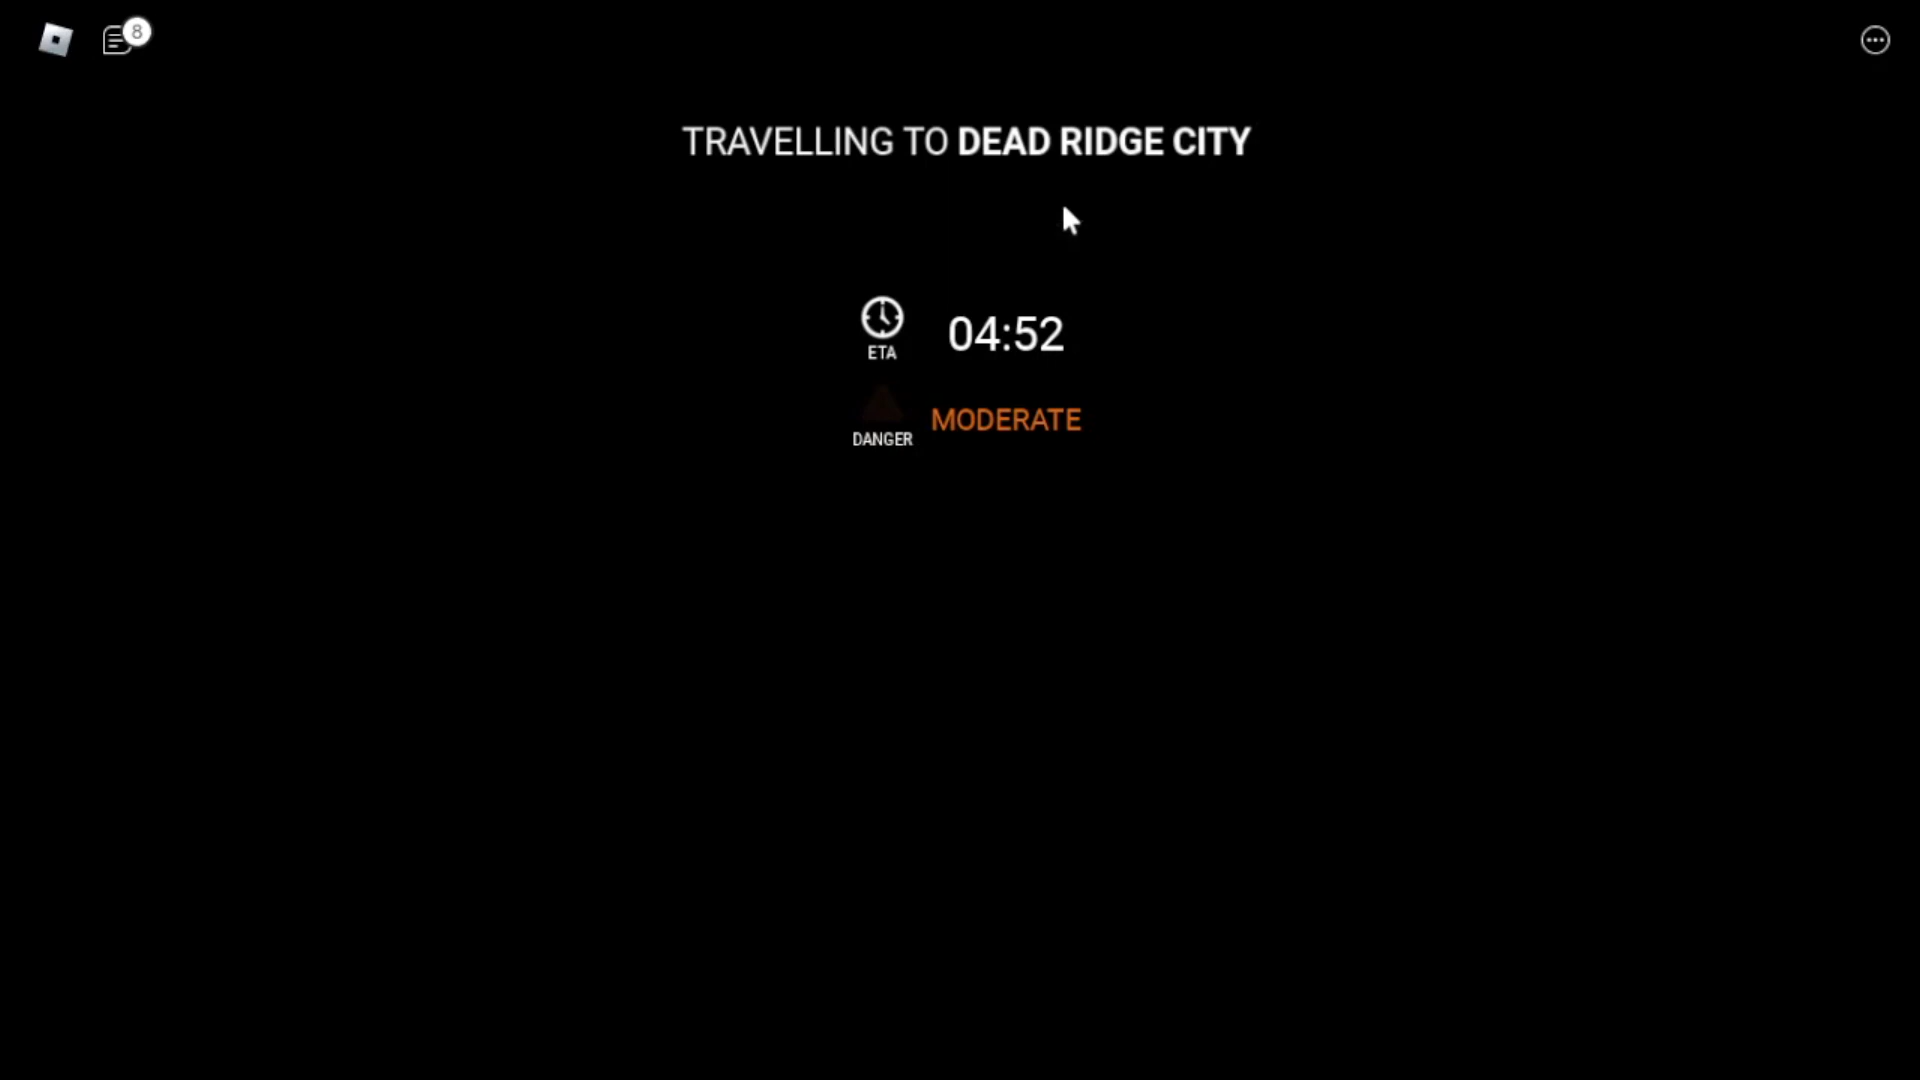 8
TRAVELLING TO DEAD RIDGE CITY
04:52
ETA
MODERATE
DANGER